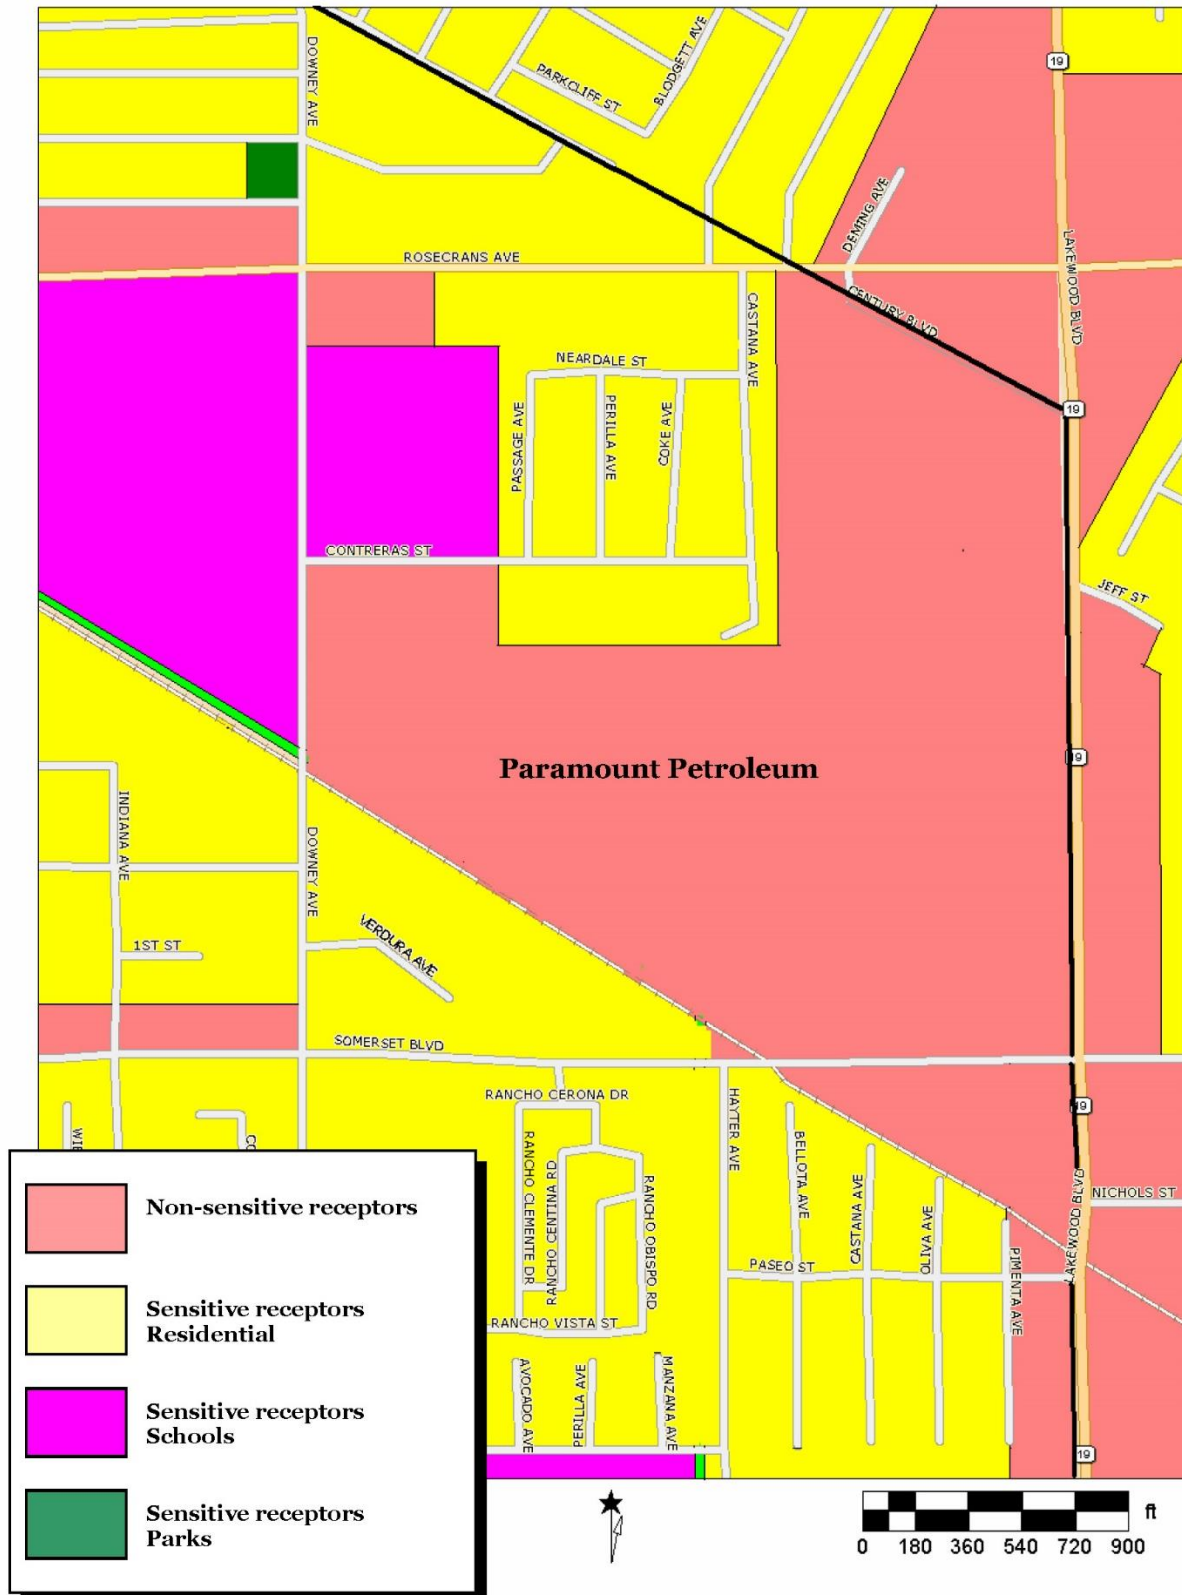 DOWNEY AVE
PARKCLIFF ST
BLODGETT AVE
19
DEMING AVE
LAKEWOOD BLVD
ROSECRANS AVE
CENTURY BLVD
CASTANA AVE
NEARDALE ST
PASSAGE AVE
PERILLA AVE
COKE AVE
19
CONTRERAS ST
JEFF ST
Paramount Petroleum
19
INDIANA AVE
DOWNEY AVE
VERDURA AVE
1ST ST
SOMERSET BLVD
RANCHO CERONA DR
HAYTER AVE
BELLOTA AVE
19
RANCHO CLEMENTE DR
RANCHO CENTINA RD
RANCHO OBISPO RD
CASTANA AVE
OLIVA AVE
PIMENTA AVE
LAKEWOOD BLVD
NICHOLS ST
PASEO ST
RANCHO VISTA ST
AVOCADO AVE
PERILLA AVE
MANZANA AVE
19
Non-sensitive receptors
Sensitive receptors
Residential
Sensitive receptors
Schools
Sensitive receptors
Parks
ft
0 180 360 540 720 900